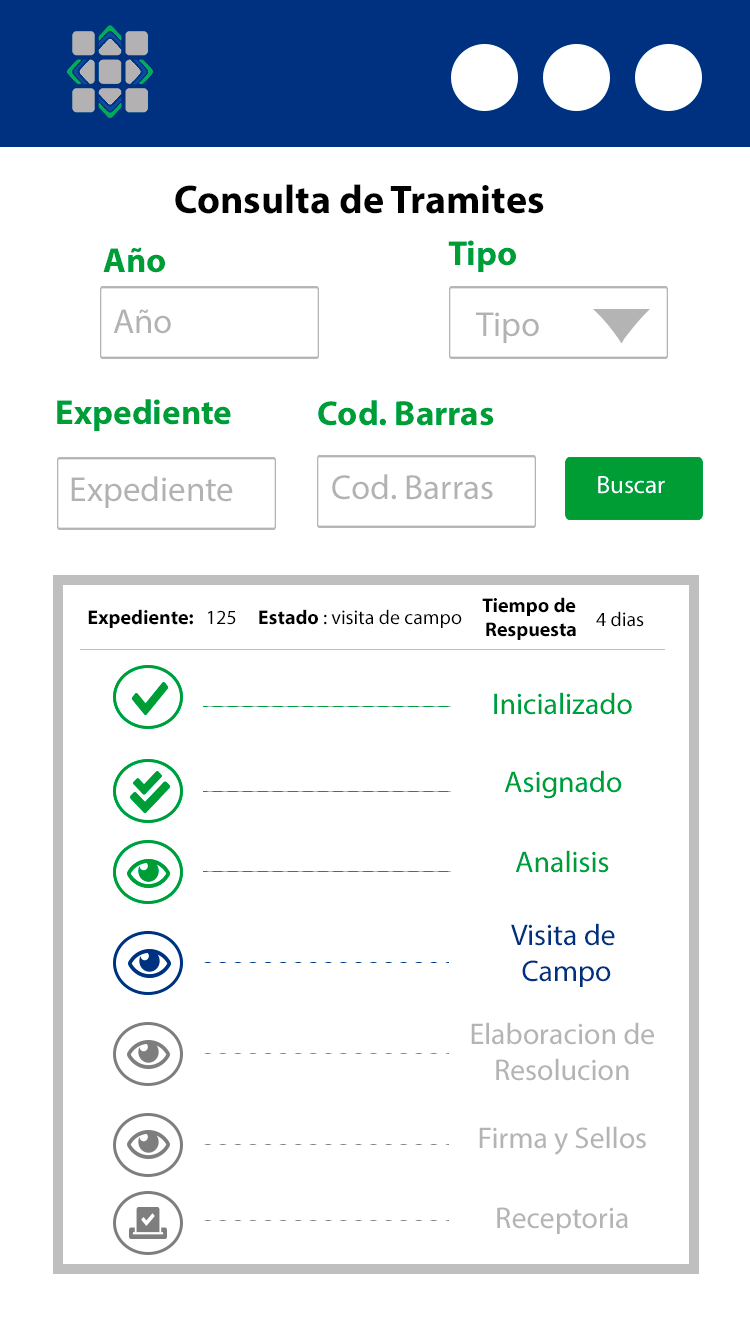 Consulta de Tramites
Año
Tipo
Año
Tipo
Expediente
Cod. Barras
Expediente
Cod. Barras
Buscar
Expediente: 125 Estado : visita de campo
Tiempo de
Respuesta
4 dias
Inicializado
Asignado
Analisis
Visita de
Campo
Elaboracion de
Resolucion
Firma y Sellos
Receptoria